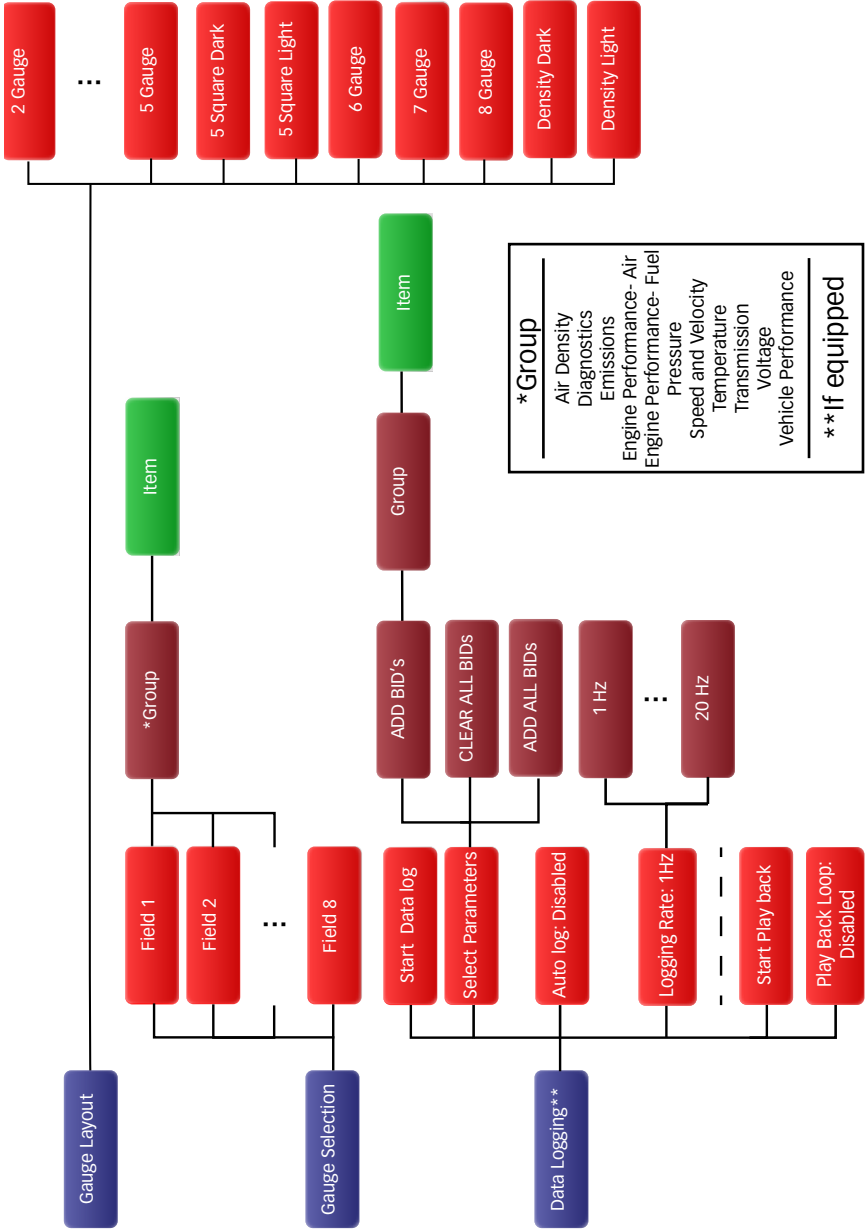 Gauge Layout
2 Gauge
...
5 Gauge
5 Square Dark
5 Square Light
6 Gauge
7 Gauge
8 Gauge
Density Dark
Density Light
Gauge Selection
Field 1
Field 2
...
Field 8
*Group
Item
Data Logging**
Start Data log
Select Parameters
ADD BID's
CLEAR ALL BIDs
ADD ALL BIDs
Group
Item
Auto log: Disabled
Logging Rate: 1Hz
1 Hz
...
20 Hz
Start Play back
Play Back Loop:
Disabled
*Group
Air Density
Diagnostics
Emissions
Engine Performance- Air
Engine Performance- Fuel
Pressure
Speed and Velocity
Temperature
Transmission
Voltage
Vehicle Performance
**If equipped